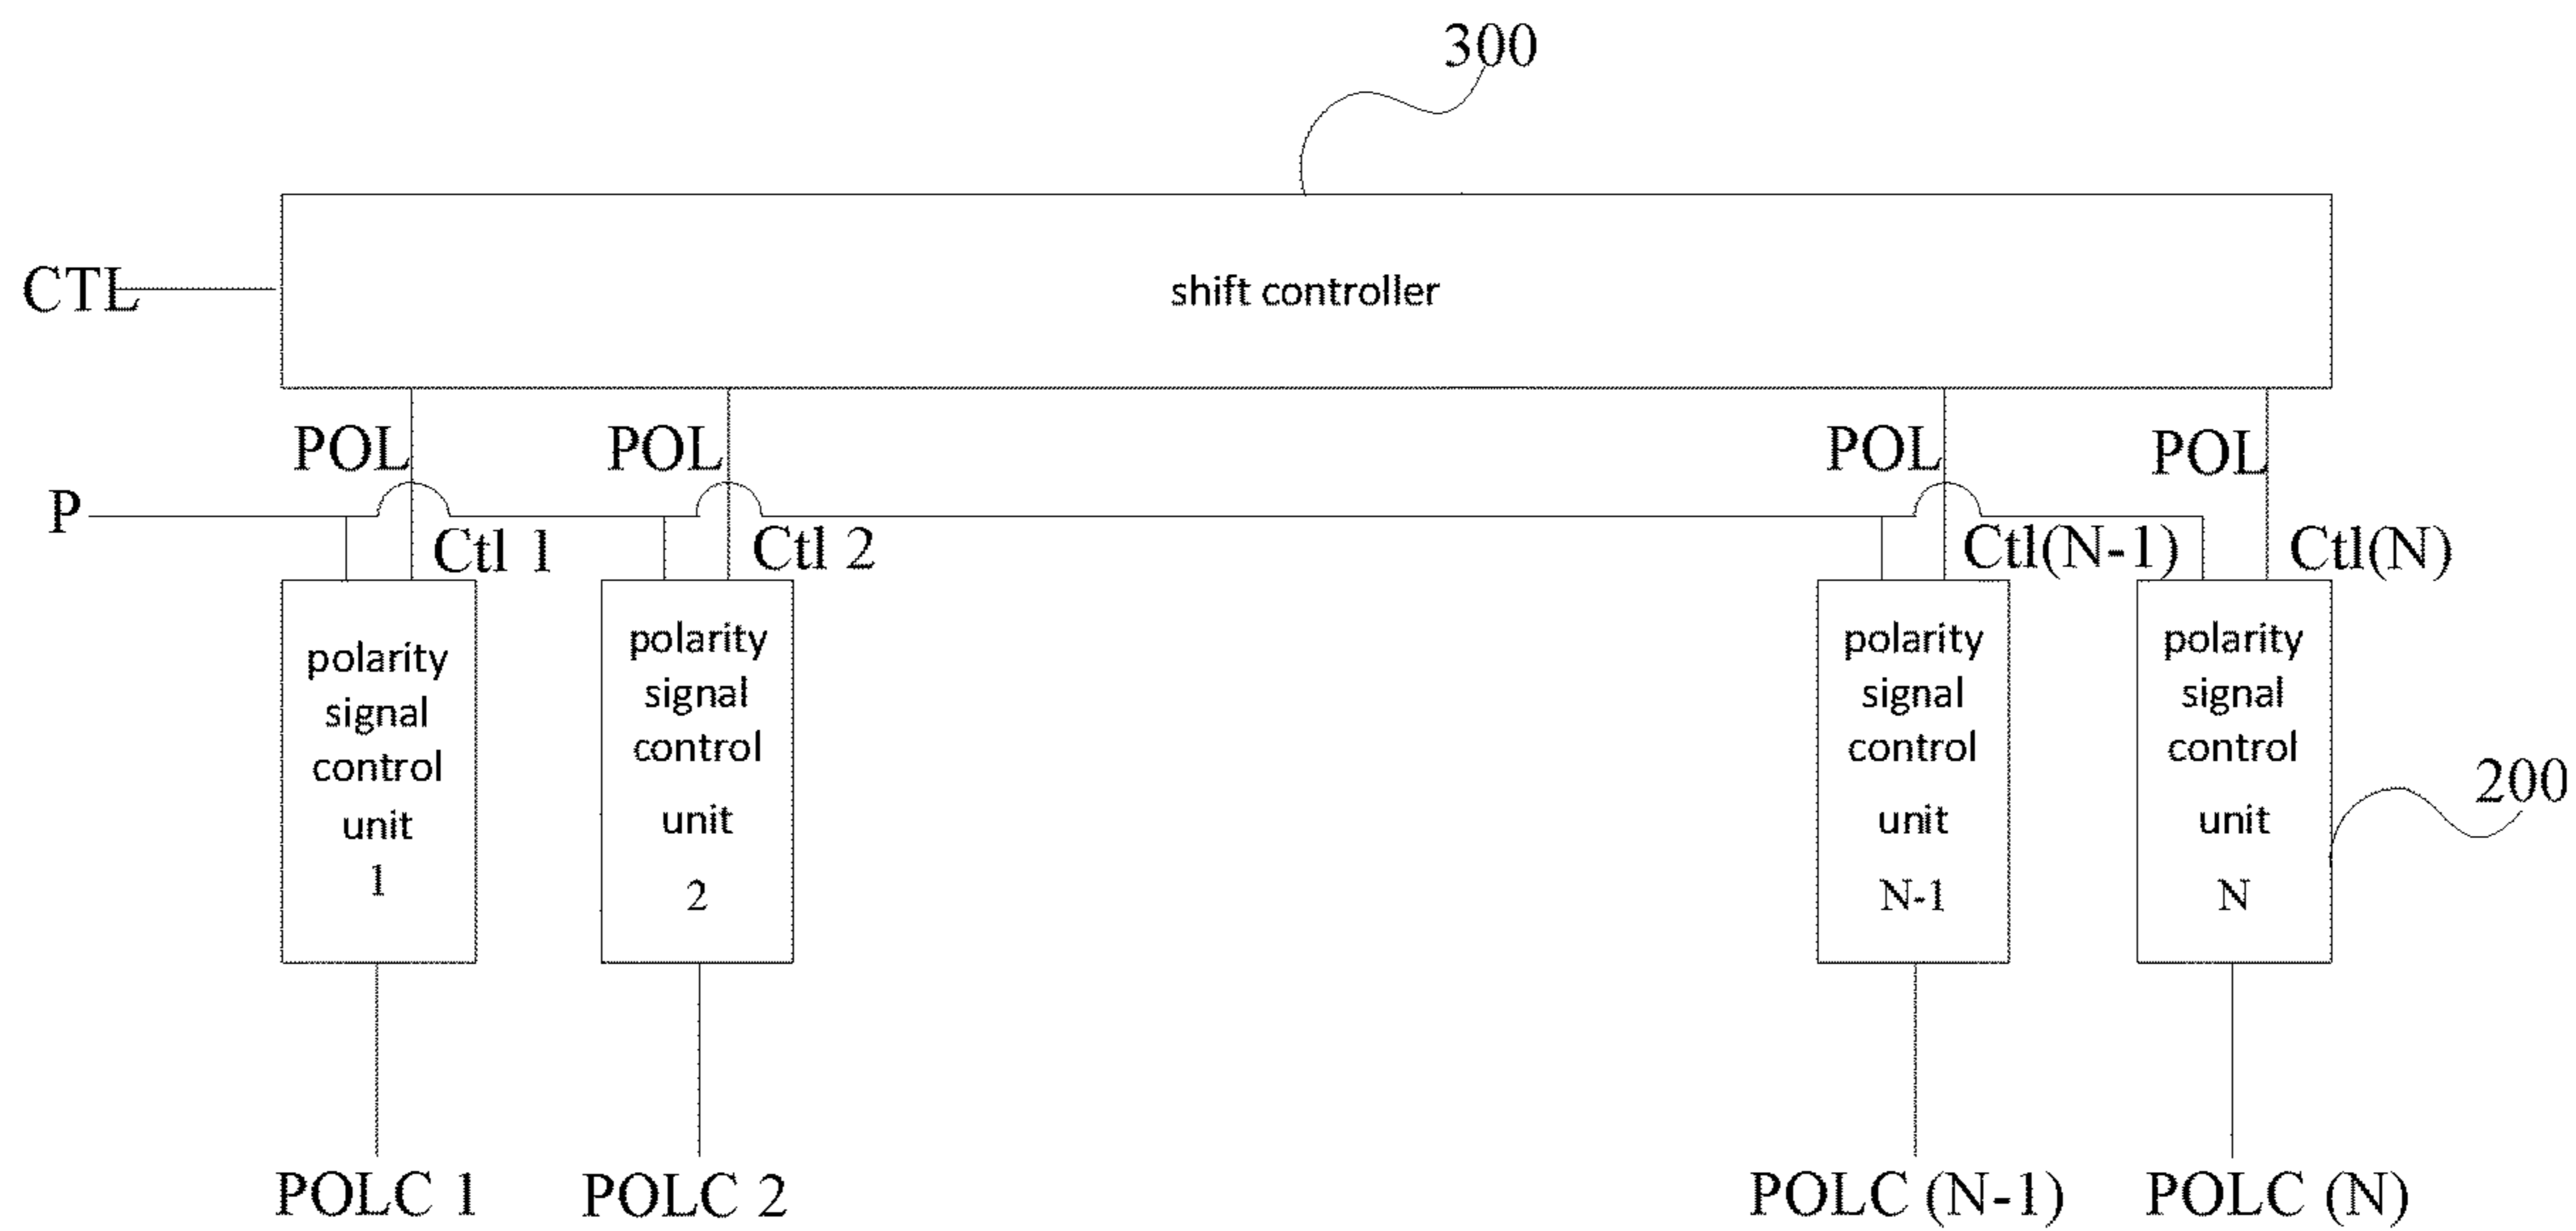 300
CTL
shift controller
POL
POL
POL
POL
P
Ctl 1
Ctl 2
Ctl(N-1)
Ctl(N)
polarity
signal
control
unit
1
polarity
signal
control
unit
2
polarity
signal
control
unit
N-1
polarity
signal
control
unit
N
200
POLC 1
POLC 2
POLC (N-1)
POLC (N)